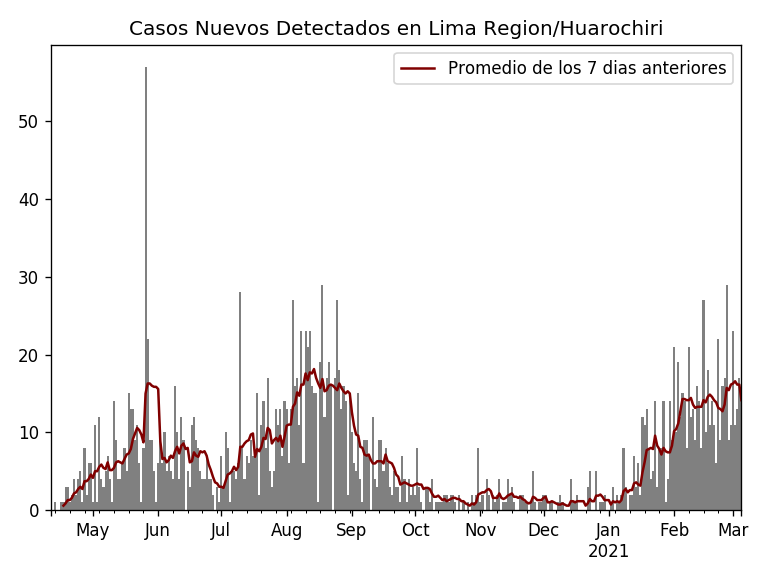 Casos Nuevos Detectados en Lima Region/Huarochiri
Promedio de los 7 dias anteriores
50
40
30
20
10
0
May Jun Jul Aug Sep Oct Nov Dec Jan Feb Mar
2021